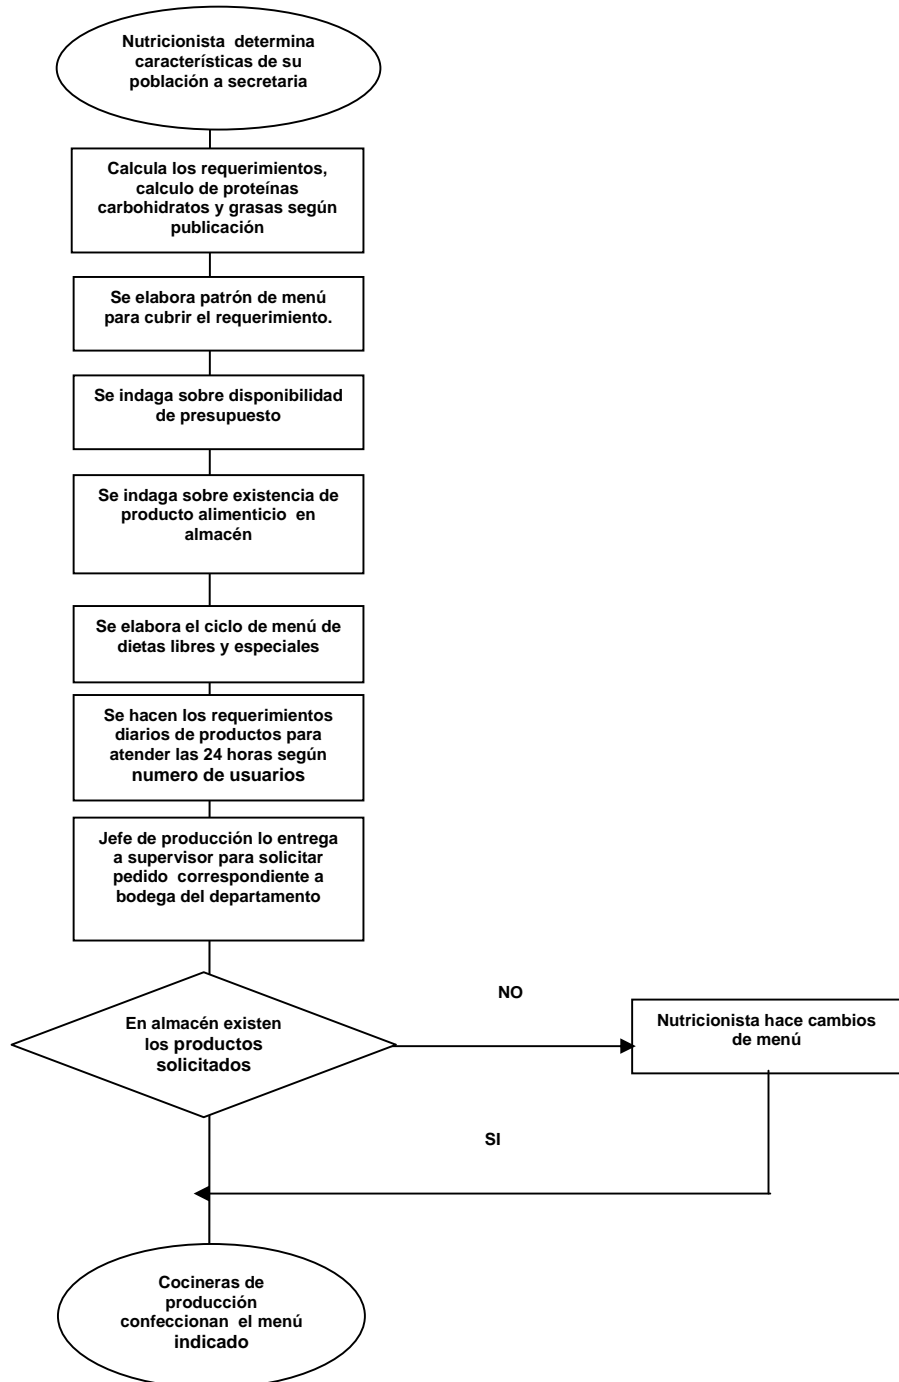 Nutricionista determina
características de su
población a secretaria
Calcula los requerimientos,
calculo de proteínas
carbohidratos y grasas según
publicación
Se elabora patrón de menú
para cubrir el requerimiento.
Se indaga sobre disponibilidad
de presupuesto
Se indaga sobre existencia de
producto alimenticio en
almacén
Se elabora el ciclo de menú de
dietas libres y especiales
Se hacen los requerimientos
diarios de productos para
atender las 24 horas según
numero de usuarios
Jefe de producción lo entrega
a supervisor para solicitar
pedido correspondiente a
bodega del departamento
En almacén existen
los productos
solicitados
NO
Nutricionista hace cambios
de menú
SI
Cocineras de
producción
confeccionan el menú
indicado